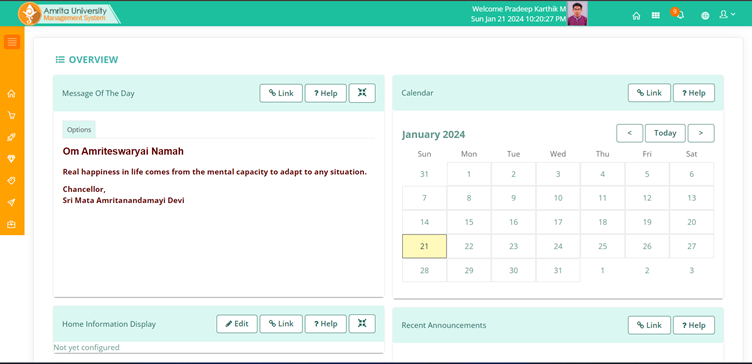 Amrita University
Management System
Welcome Pradeep Karthik M
Sun Jan 21 2024 10:20:27 PM
9
OVERVIEW
Message Of The Day
Link
? Help
Options
Om Amriteswaryai Namah
Real happiness in life comes from the mental capacity to adapt to any situation.
Chancellor,
Sri Mata Amritanandamayi Devi
Calendar
Link
? Help
January 2024
< Today >
Sun Mon Tue Wed Thu Fri Sat
31 1 2 3 4 5 6
7 8 9 10 11 12 13
14 15 16 17 18 19 20
21 22 23 24 25 26 27
28 29 30 31 1 2 3
Home Information Display
Edit
Link
? Help
Not yet configured
Recent Announcements
Link
? Help